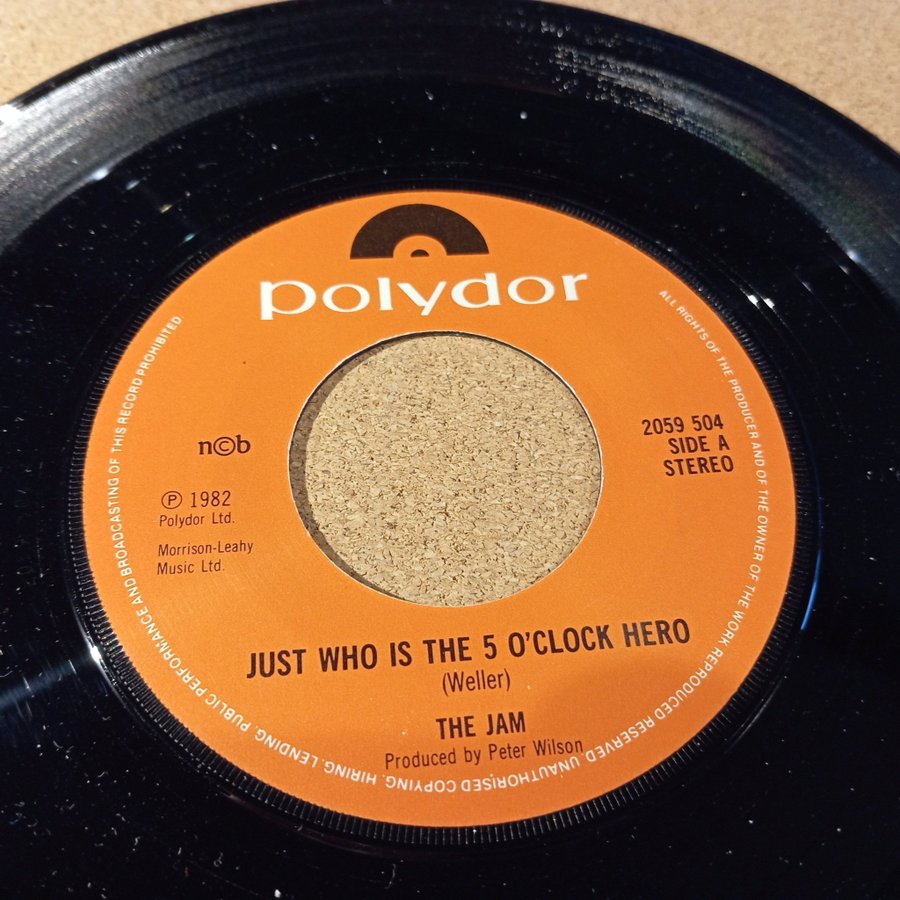 polydor
ALL RIGHTS OF THE PRODUCER AND OF THE OWNER OF THE WORK REPRODUCED RESERVED. UNAUTHORISED COPYING, HIRING, LENDING, PUBLIC PERFORMANCE AND BROADCASTING OF THIS RECORD PROHIBITED.
n©b
2059 504
SIDE A
STEREO
℗ 1982
Polydor Ltd.
Morrison-Leahy
Music Ltd.
JUST WHO IS THE 5 O'CLOCK HERO
(Weller)
THE JAM
Produced by Peter Wilson